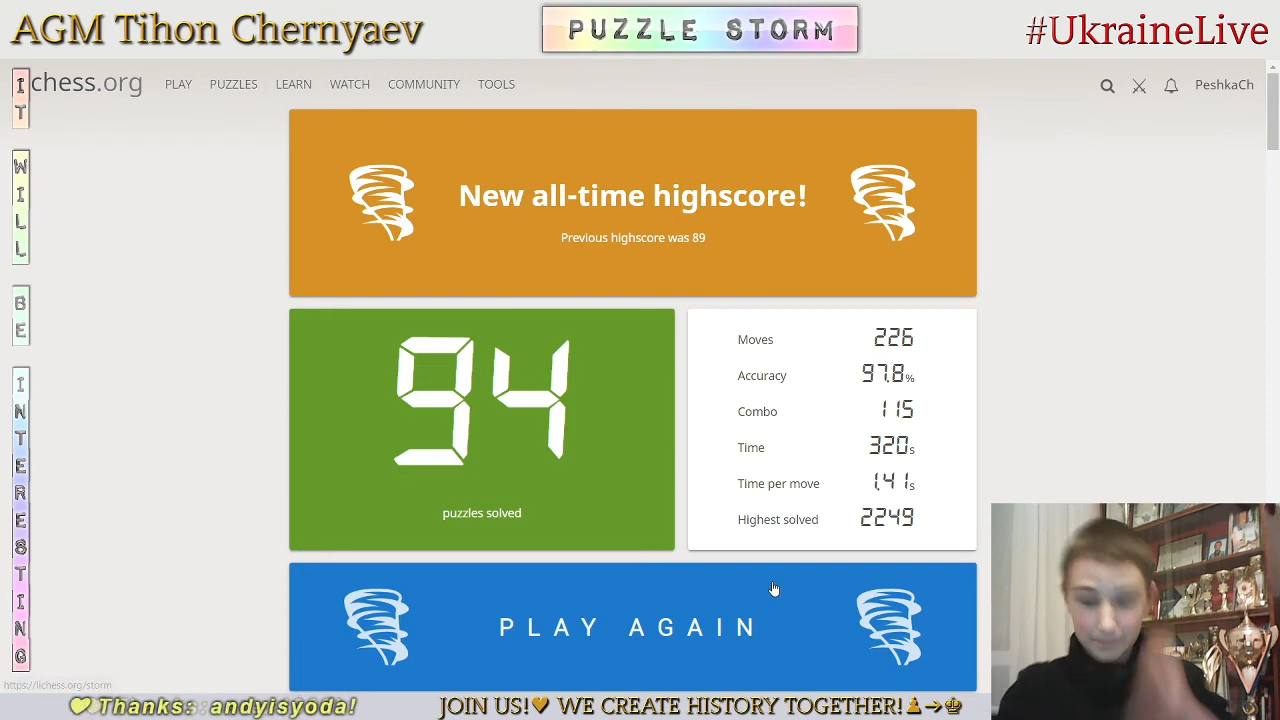 AGM Tihon Chernyaev
PUZZLE STORM
#UkraineLive
IT WILL BE INTERESTING
chess.org
PLAY PUZZLES LEARN WATCH COMMUNITY TOOLS
PeshkaCh
New all-time highscore!
Previous highscore was 89
94
puzzles solved
Moves 226
Accuracy 97.8%
Combo 115
Time 320s
Time per move 1.41s
Highest solved 2249
PLAY AGAIN
https://lichess.org/storm
Thanks: andyisyoda!
JOIN US! WE CREATE HISTORY TOGETHER!